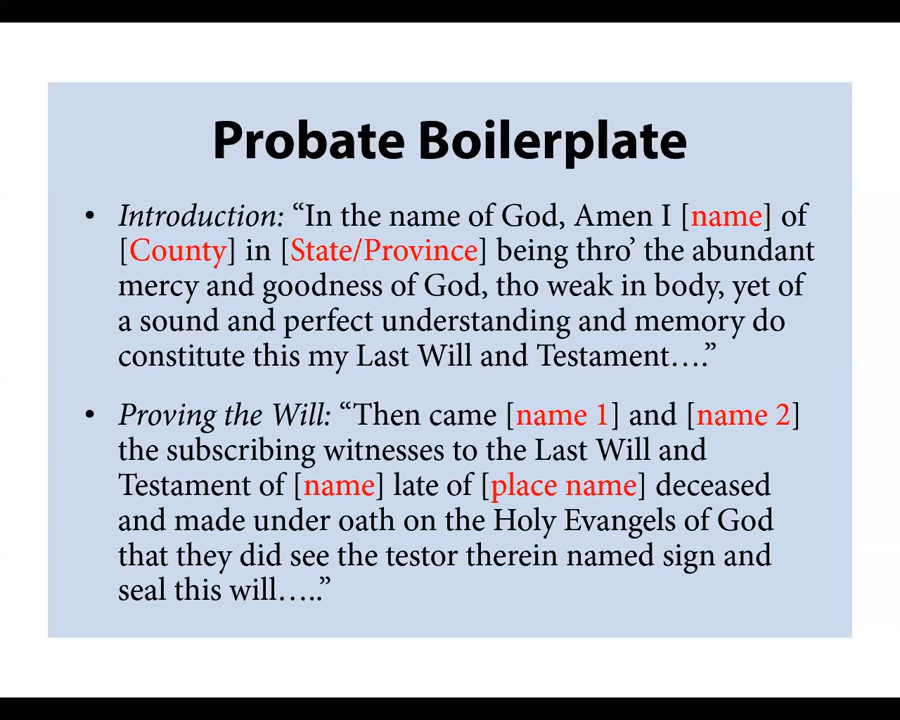 Probate Boilerplate
• Introduction: “In the name of God, Amen I [name] of
[County] in [State/Province] being thro’ the abundant
mercy and goodness of God, tho weak in body, yet of
a sound and perfect understanding and memory do
constitute this my Last Will and Testament….”
• Proving the Will: “Then came [name 1] and [name 2]
the subscribing witnesses to the Last Will and
Testament of [name] late of [place name] deceased
and made under oath on the Holy Evangels of God
that they did see the testor therein named sign and
seal this will…..”